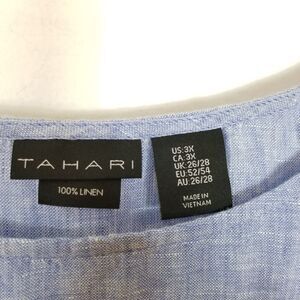 TAHARI
100% LINEN
US: 3X
CA: 3X
UK: 26/28
EU: 52/54
AU: 26/28
MADE IN
VIETNAM